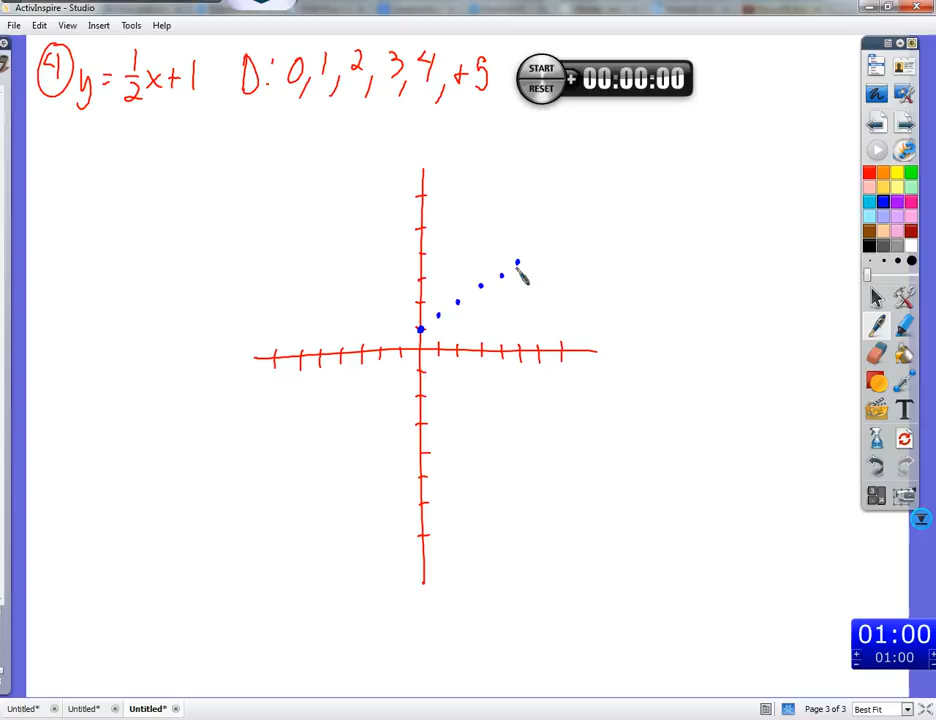 ActivInspire - Studio
File Edit View Insert Tools Help
④ y = 1/2 x + 1 D: 0, 1, 2, 3, 4, + 5
START
RESET
+ 00:00:00
T
01:00
01:00
Untitled* Untitled* Untitled*
Page 3 of 3 Best Fit